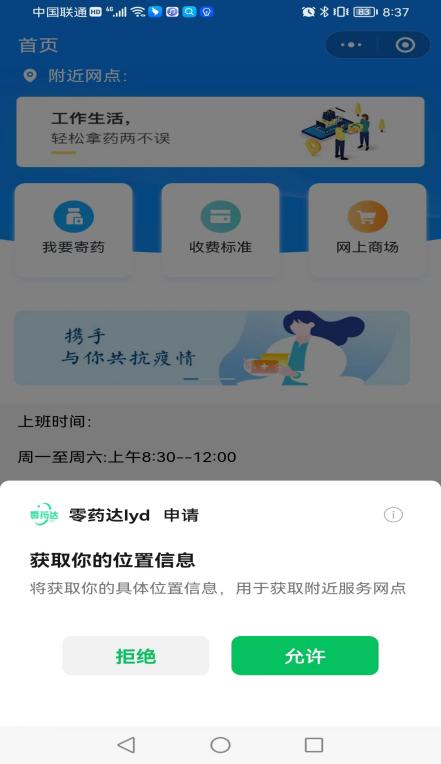 中国联通 HD 4G 83 8:37
首页
附近网点:
工作生活,
轻松拿药两不误
我要寄药 收费标准 网上商场
携手
与你共抗疫情
上班时间:
周一至周六:上午8:30--12:00
零药达 零药达lyd 申请
获取你的位置信息
将获取你的具体位置信息，用于获取附近服务网点
拒绝 允许